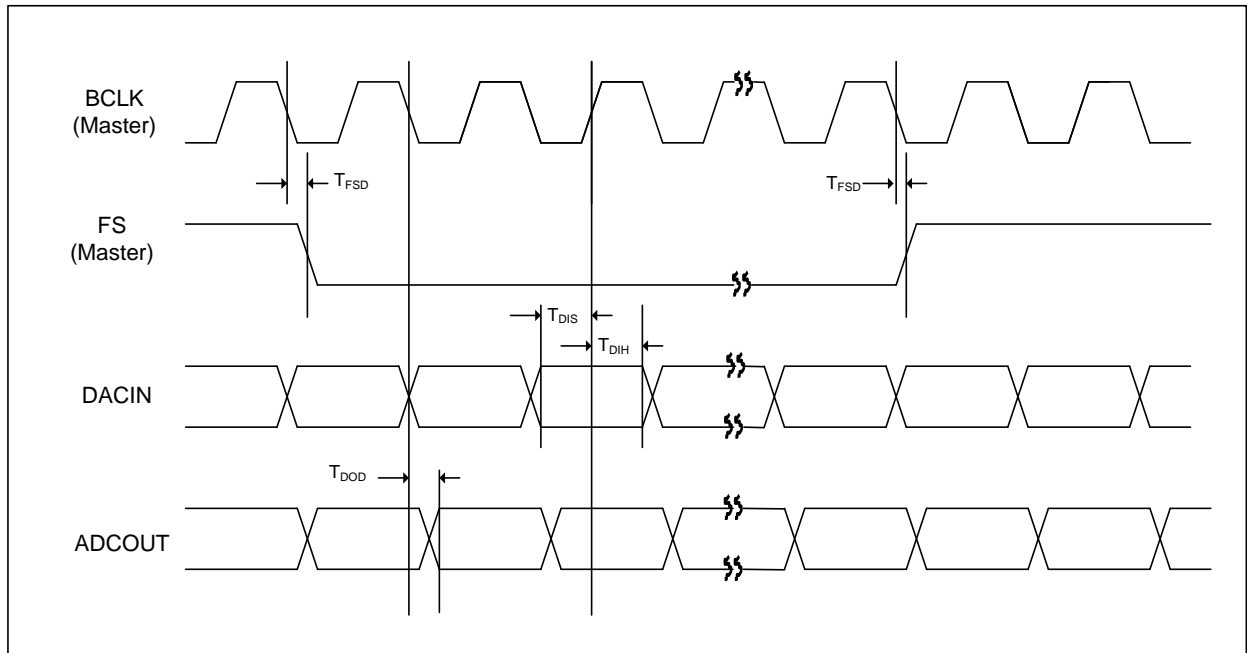 BCLK
(Master)
TFSD
TFSD
FS
(Master)
TDIS
TDIH
DACIN
TDOD
ADCOUT